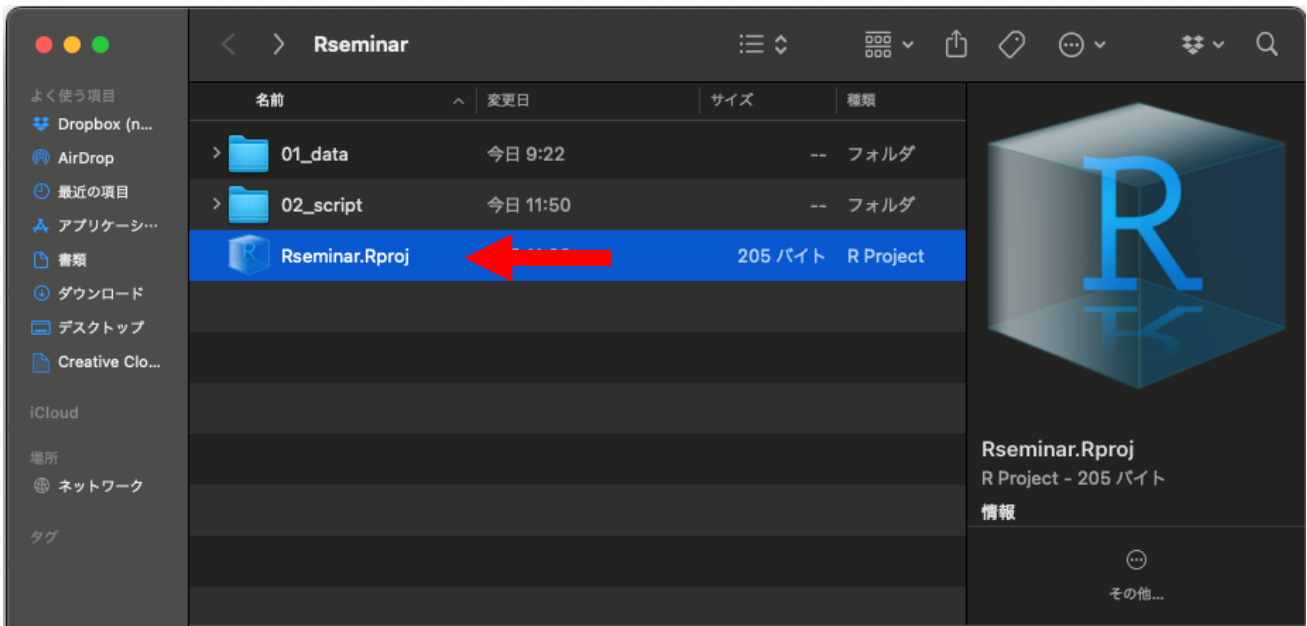 Rseminar
よく使う項目
Dropbox (n...
AirDrop
最近の項目
アプリケーシ…
書類
ダウンロード
デスクトップ
Creative Clo...
iCloud
場所
ネットワーク
タグ
名前 変更日 サイズ 種類
01_data 今日 9:22 -- フォルダ
02_script 今日 11:50 -- フォルダ
Rseminar.Rproj 205 バイト R Project
R
Rseminar.Rproj
R Project - 205 バイト
情報
その他...